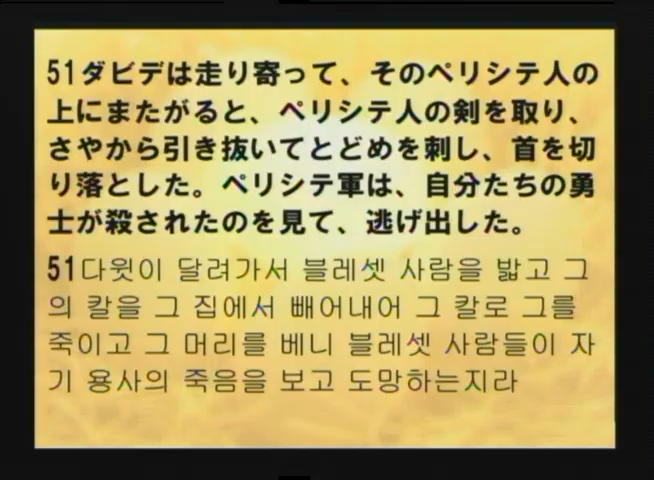 51ダビデは走り寄って、そのペリシテ人の
上にまたがると、ペリシテ人の剣を取り、
さやから引き抜いてとどめを刺し、首を切
り落とした。ペリシテ軍は、自分たちの勇
士が殺されたのを見て、逃げ出した。
51다윗이 달려가서 블레셋 사람을 밟고 그
의 칼을 그 집에서 빼어내어 그 칼로 그를
죽이고 그 머리를 베니 블레셋 사람들이 자
기 용사의 죽음을 보고 도망하는지라